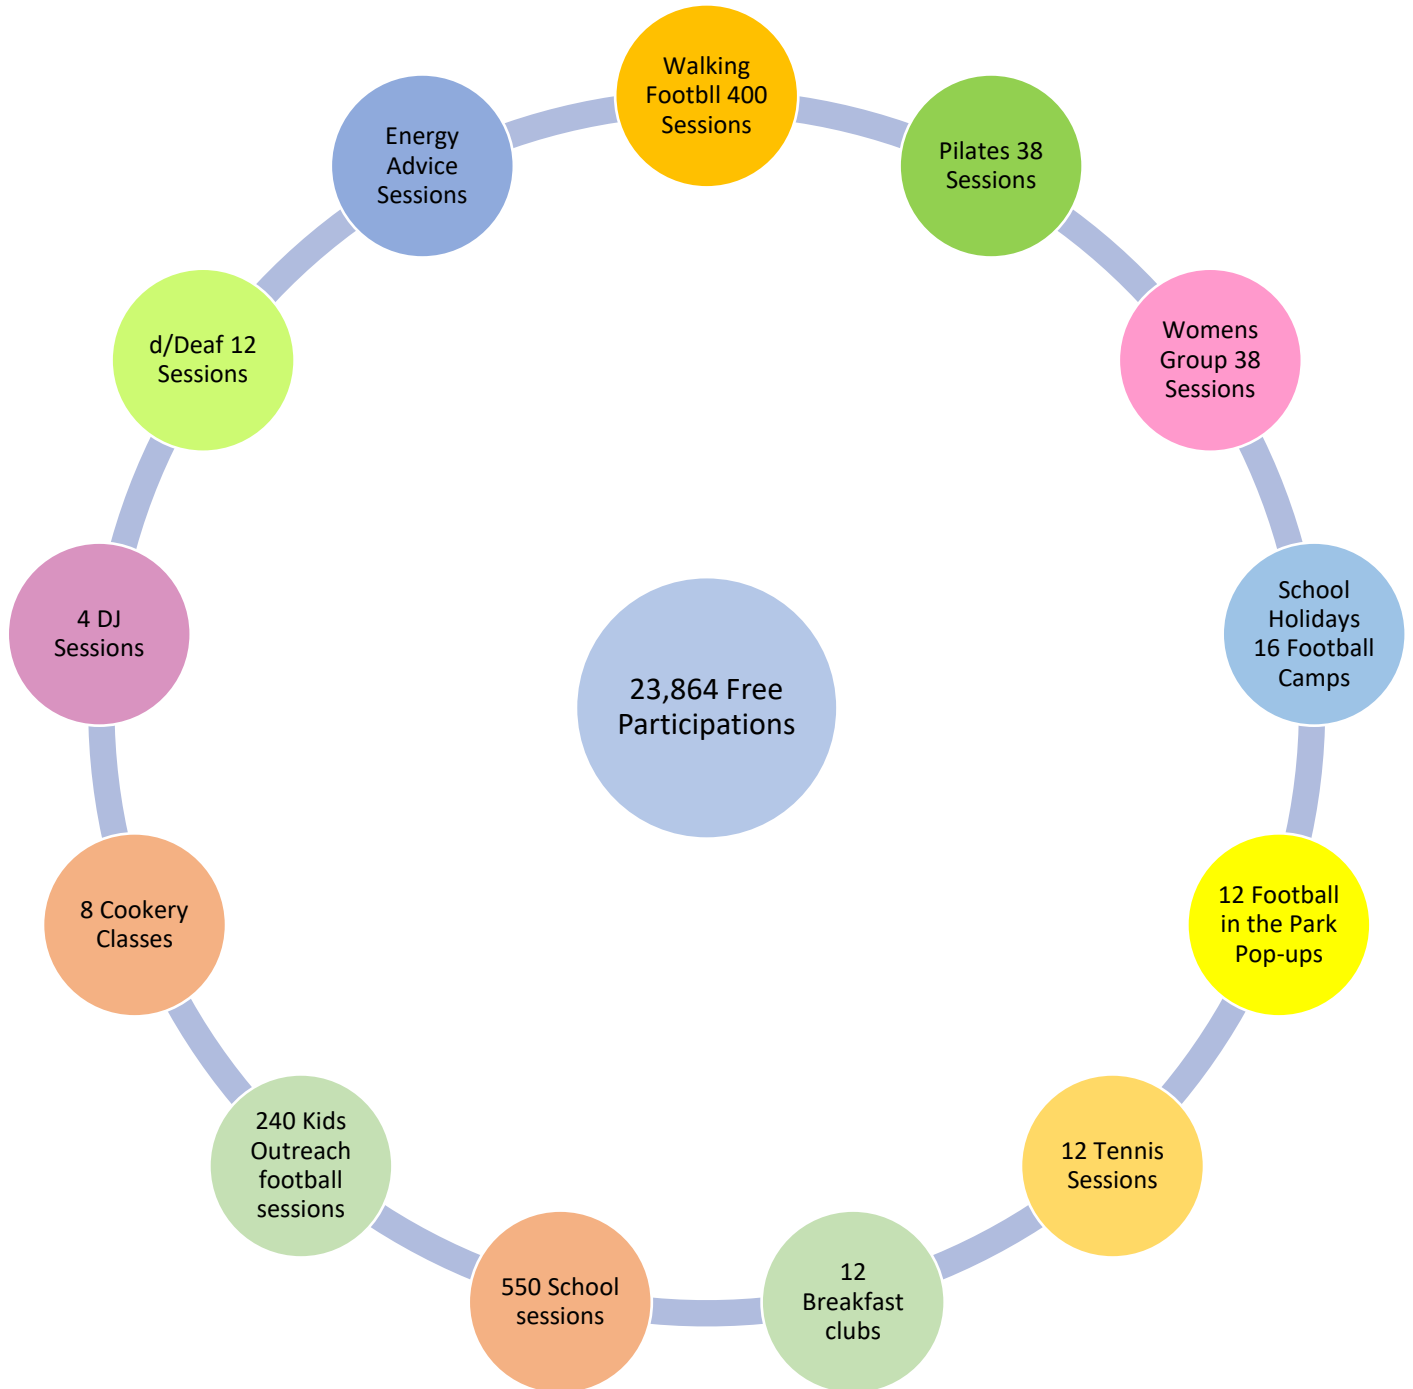 Walking
Footbll 400
Sessions
Pilates 38
Sessions
Womens
Group 38
Sessions
School
Holidays
16 Football
Camps
12 Football
in the Park
Pop-ups
12 Tennis
Sessions
12
Breakfast
clubs
550 School
sessions
240 Kids
Outreach
football
sessions
8 Cookery
Classes
4 DJ
Sessions
d/Deaf 12
Sessions
Energy
Advice
Sessions
23,864 Free
Participations